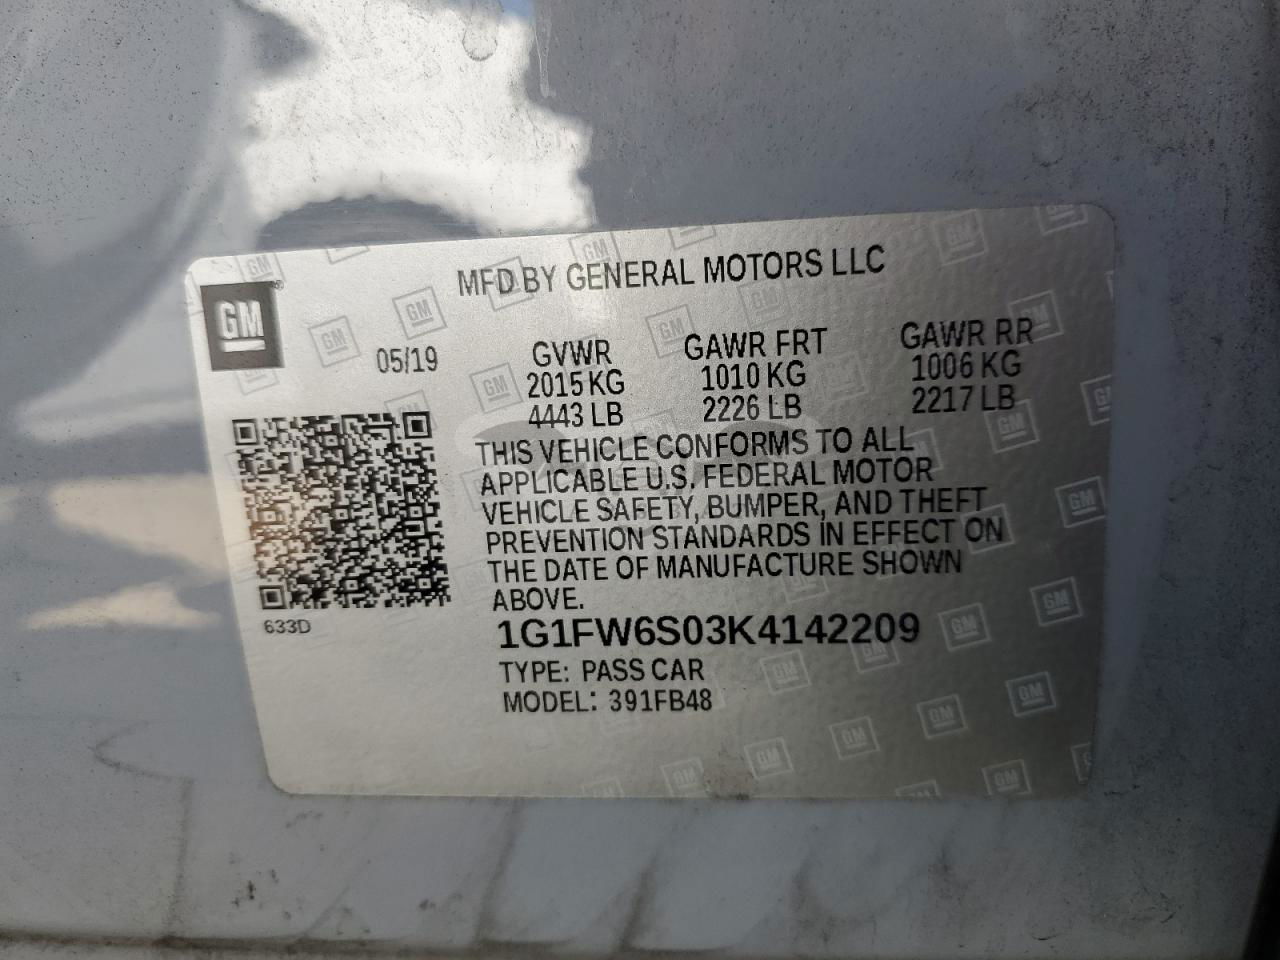 MFD BY GENERAL MOTORS LLC
GM
05/19
GVWR
2015 KG
4443 LB
GAWR FRT
1010 KG
2226 LB
GAWR RR
1006 KG
2217 LB
THIS VEHICLE CONFORMS TO ALL
APPLICABLE U.S. FEDERAL MOTOR
VEHICLE SAFETY, BUMPER, AND THEFT
PREVENTION STANDARDS IN EFFECT ON
THE DATE OF MANUFACTURE SHOWN
ABOVE.
633D
1G1FW6S03K4142209
TYPE: PASS CAR
MODEL: 391FB48